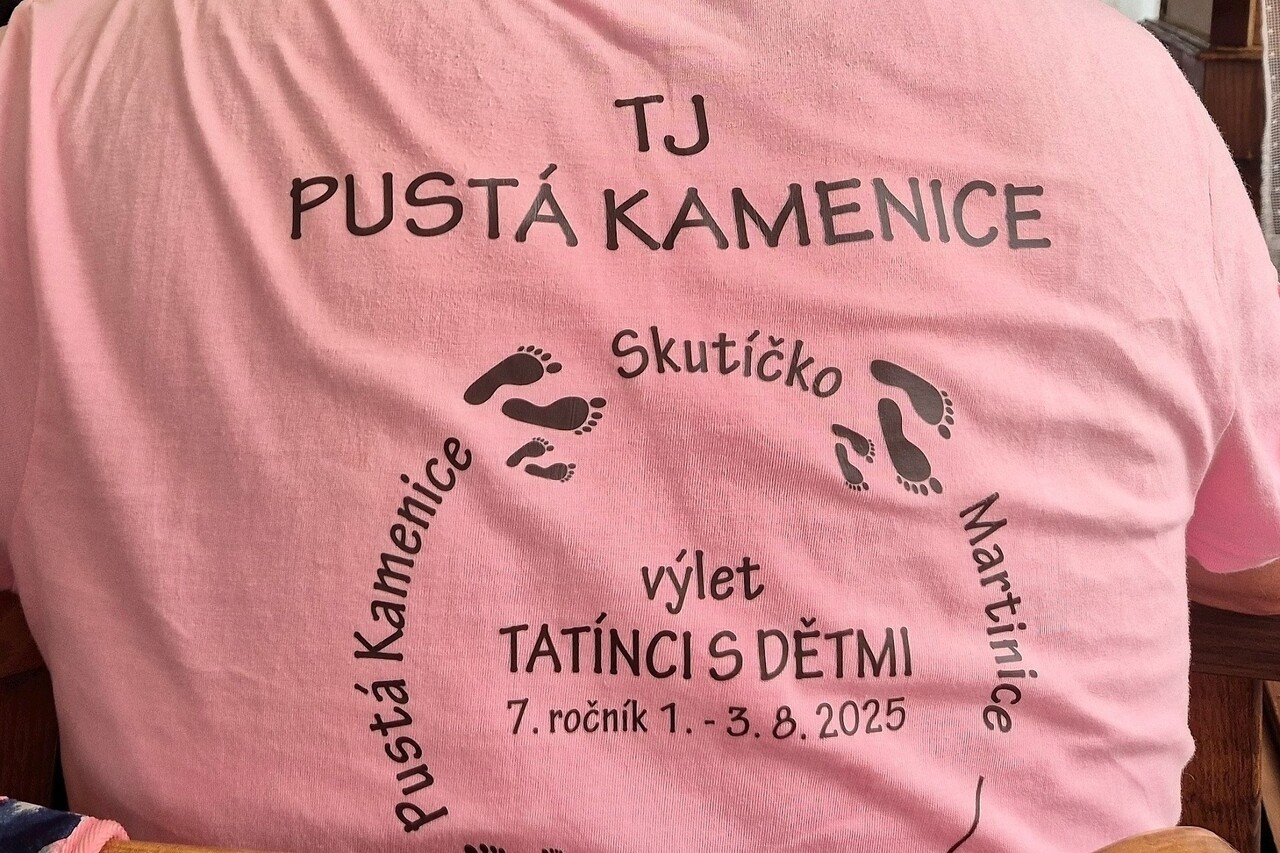 TJ
PUSTÁ KAMENICE
Skutíčko
Pustá Kamenice
Martinice
výlet
TATÍNCI S DĚTMI
7. ročník 1. - 3. 8. 2025